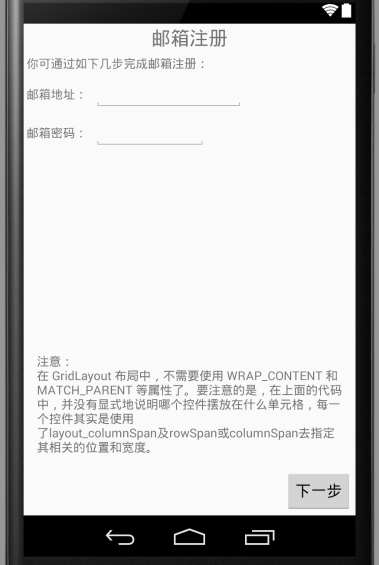 邮箱注册
你可通过如下几步完成邮箱注册：
邮箱地址：
邮箱密码：
注意：
在 GridLayout 布局中，不需要使用 WRAP_CONTENT 和
MATCH_PARENT 等属性了。要注意的是，在上面的代码
中，并没有显式地说明哪个控件摆放在什么单元格，每一
个控件其实是使用
了layout_columnSpan及rowSpan或columnSpan去指定
其相关的位置和宽度。
下一步